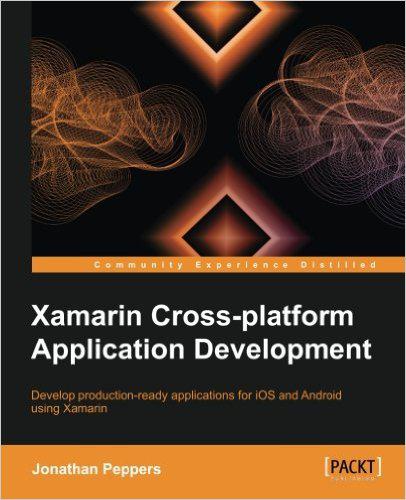 Community Experience Distilled
Xamarin Cross-platform
Application Development
Develop production-ready applications for iOS and Android
using Xamarin
Jonathan Peppers
PACKT
PUBLISHING